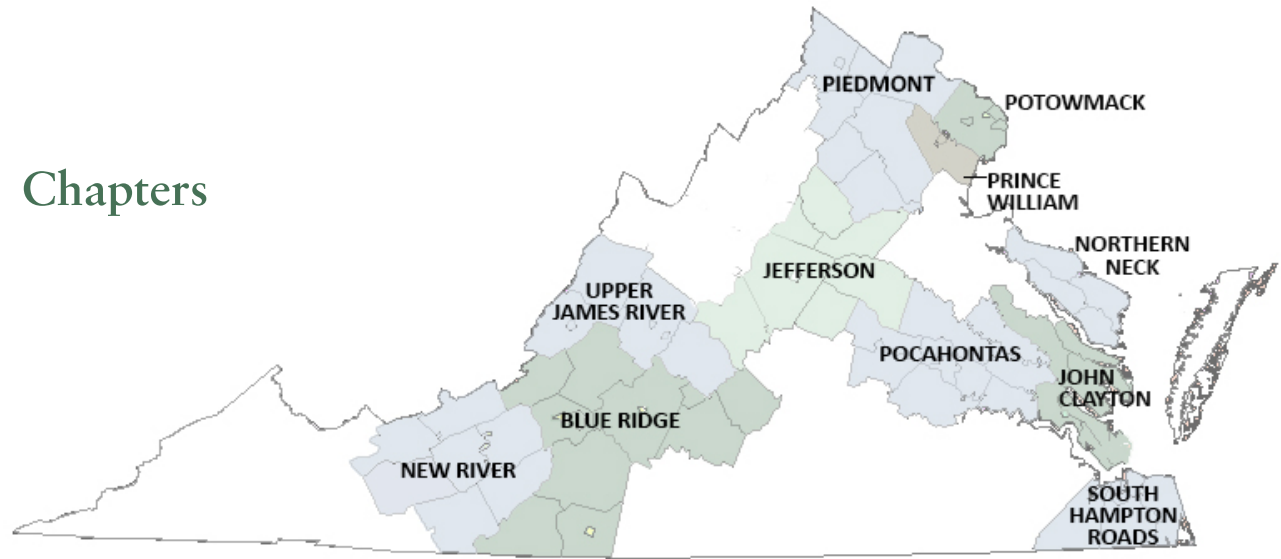 Chapters
PIEDMONT
POTOWMACK
PRINCE
WILLIAM
NORTHERN
NECK
JEFFERSON
UPPER
JAMES RIVER
POCAHONTAS
JOHN
CLAYTON
BLUE RIDGE
NEW RIVER
SOUTH
HAMPTON
ROADS